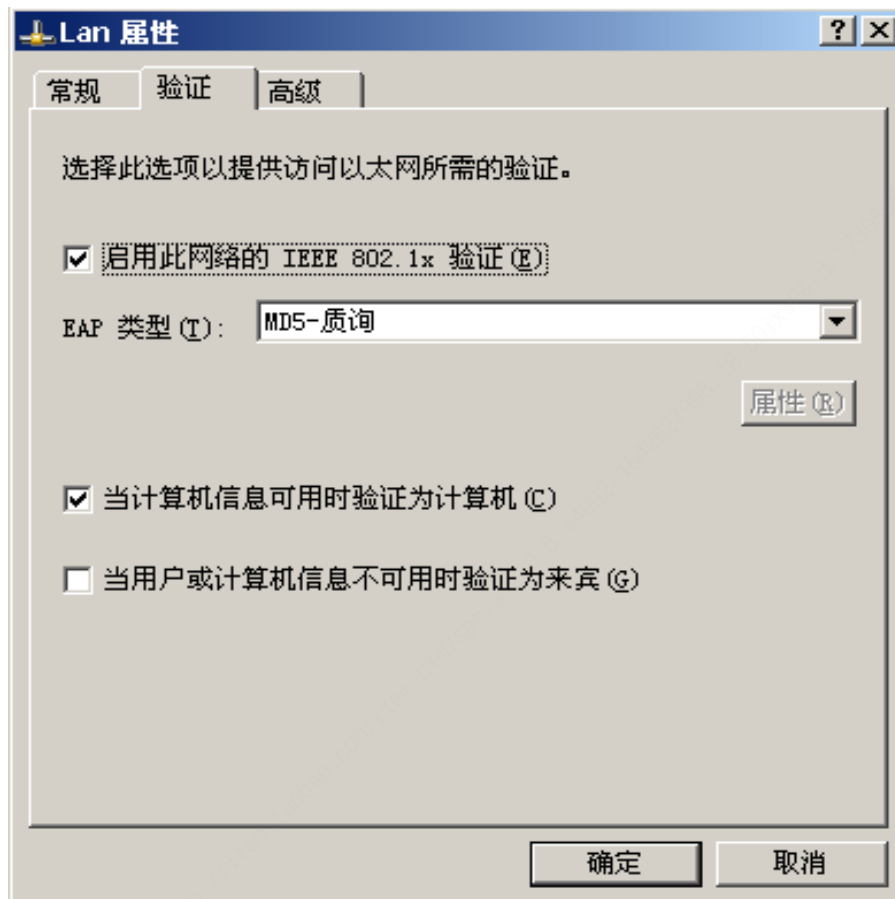 Lan 属性
常规 验证 高级
选择此选项以提供访问以太网所需的验证。
启用此网络的 IEEE 802.1x 验证(E)
EAP 类型(T): MD5-质询
属性(R)
当计算机信息可用时验证为计算机(C)
当用户或计算机信息不可用时验证为来宾(G)
确定 取消